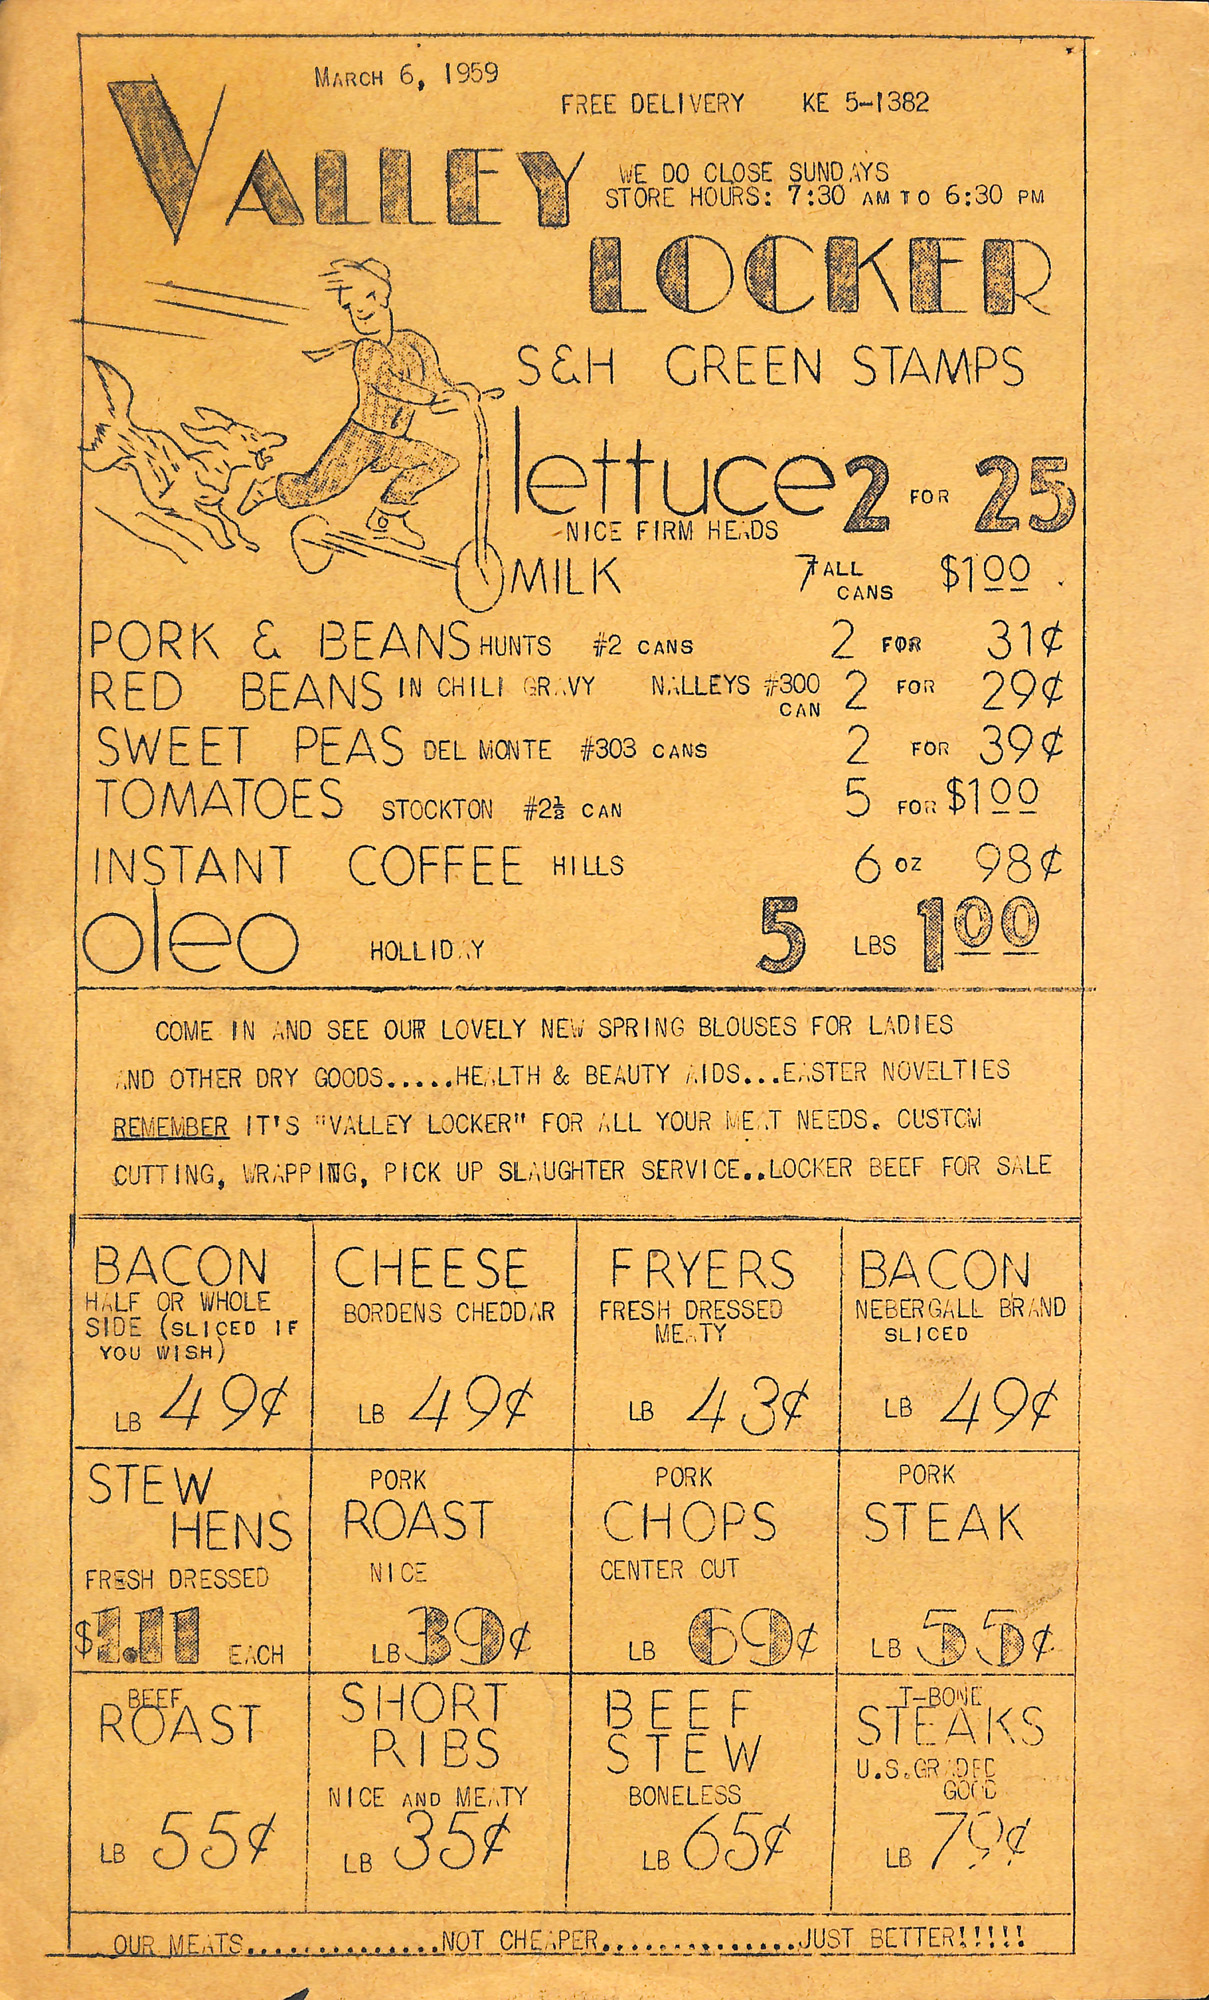 MARCH 6, 1959
FREE DELIVERY KE 5-1382
VALLEY
WE DO CLOSE SUNDAYS
STORE HOURS: 7:30 AM TO 6:30 PM
LOCKER
S&H GREEN STAMPS
lettuce 2 FOR 25
NICE FIRM HEADS
MILK 7 TALL CANS $1.00
PORK & BEANS HUNTS #2 CANS 2 FOR 31¢
RED BEANS IN CHILI GRAVY NALLEYS #300 CAN 2 FOR 29¢
SWEET PEAS DEL MONTE #303 CANS 2 FOR 39¢
TOMATOES STOCKTON #2½ CAN 5 FOR $1.00
INSTANT COFFEE HILLS 6 OZ 98¢
oleo HOLLIDAY 5 LBS 1.00
COME IN AND SEE OUR LOVELY NEW SPRING BLOUSES FOR LADIES
AND OTHER DRY GOODS.....HEALTH & BEAUTY AIDS...EASTER NOVELTIES
REMEMBER IT'S "VALLEY LOCKER" FOR ALL YOUR MEAT NEEDS. CUSTOM
CUTTING, WRAPPING, PICK UP SLAUGHTER SERVICE..LOCKER BEEF FOR SALE
BACON
HALF OR WHOLE
SIDE (SLICED IF
YOU WISH)
LB 49¢
CHEESE
BORDENS CHEDDAR
LB 49¢
FRYERS
FRESH DRESSED
MEATY
LB 43¢
BACON
NEBERGALL BRAND
SLICED
LB 49¢
STEW
HENS
FRESH DRESSED
$1.11 EACH
PORK
ROAST
NICE
LB 39¢
PORK
CHOPS
CENTER CUT
LB 69¢
PORK
STEAK
LB 55¢
BEEF
ROAST
LB 55¢
SHORT
RIBS
NICE AND MEATY
LB 35¢
BEEF
STEW
BONELESS
LB 65¢
T-BONE
STEAKS
U.S.GRADED
GOOD
LB 79¢
OUR MEATS...............NOT CHEAPER...............JUST BETTER!!!!!